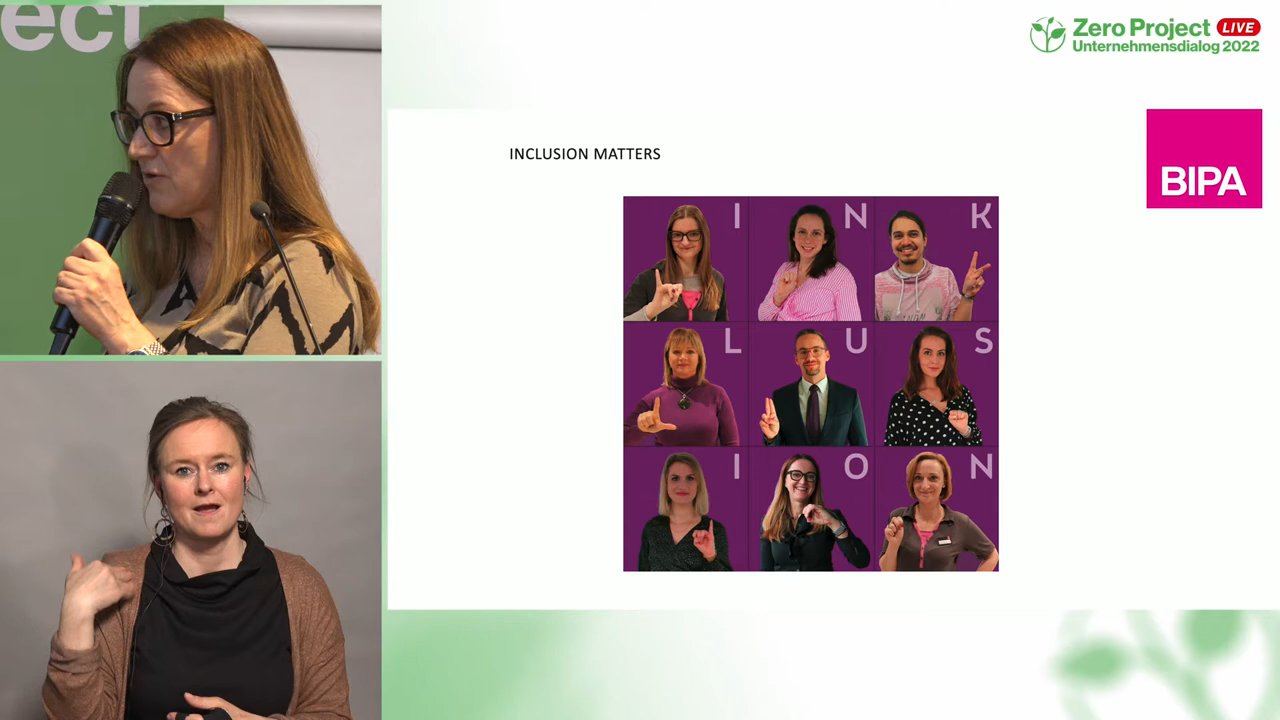 ect
Zero Project LIVE
Unternehmensdialog 2022
INCLUSION MATTERS
BIPA
I N K
L U S
I O N